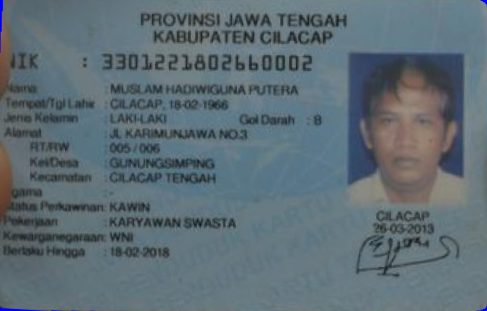 PROVINSI JAWA TENGAH
KABUPATEN CILACAP
NIK : 3301221802660002
Nama : MUSLAM HADIWIGUNA PUTERA
Tempat/Tgl Lahir : CILACAP, 18-02-1966
Jenis Kelamin : LAKI-LAKI Gol Darah : B
Alamat : JL KARIMUNJAWA NO.3
RT/RW : 005 / 006
Kel/Desa : GUNUNGSIMPING
Kecamatan : CILACAP TENGAH
Agama : -
Status Perkawinan: KAWIN
Pekerjaan : KARYAWAN SWASTA
Kewarganegaraan: WNI
Berlaku Hingga : 18-02-2018
CILACAP
26-03-2013